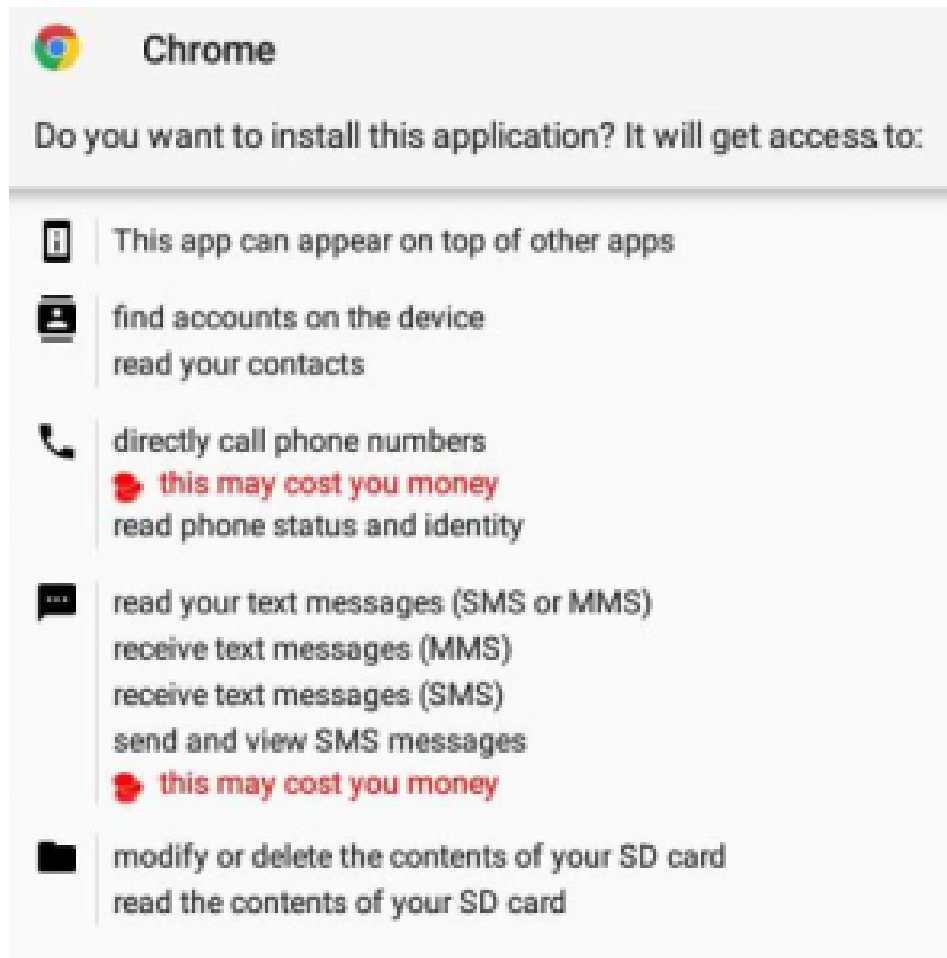 Chrome
Do you want to install this application? It will get access to:
This app can appear on top of other apps
find accounts on the device
read your contacts
directly call phone numbers
this may cost you money
read phone status and identity
read your text messages (SMS or MMS)
receive text messages (MMS)
receive text messages (SMS)
send and view SMS messages
this may cost you money
modify or delete the contents of your SD card
read the contents of your SD card